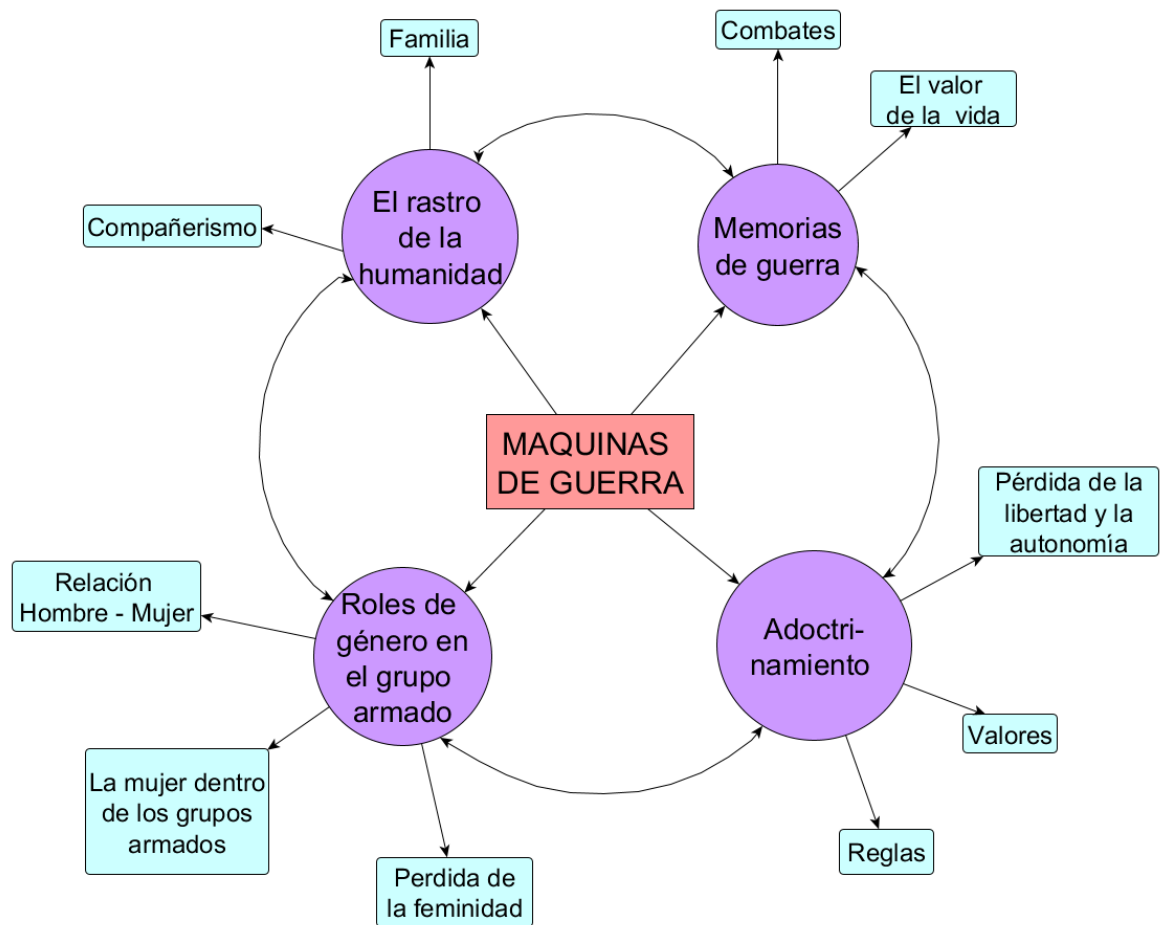 Familia
Combates
El valor
de la vida
El rastro
de la
humanidad
Compañerismo
Memorias
de guerra
MAQUINAS
DE GUERRA
Pérdida de la
libertad y la
autonomía
Relación
Hombre - Mujer
Roles de
género en
el grupo
armado
Adoctri-
namiento
Valores
La mujer dentro
de los grupos
armados
Reglas
Perdida de
la feminidad